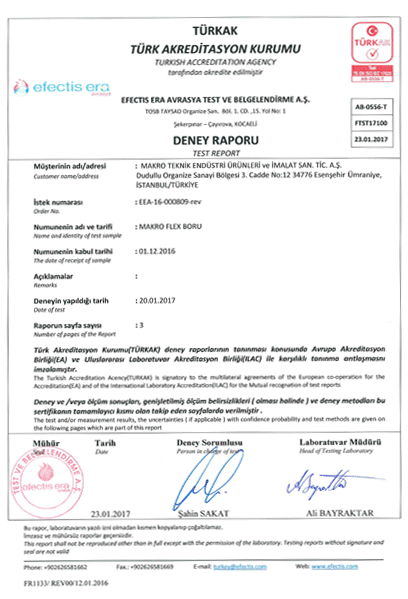 TÜRKAK
TÜRK AKREDİTASYON KURUMU
TURKISH ACCREDITATION AGENCY
tarafından akredite edilmiştir
TÜRKAK
Test
efectis era
avrasya
EFECTIS ERA AVRASYA TEST VE BELGELENDİRME A.Ş.
TOSB TAYSAD Organize San. Böl. 1. CD. ,15. Yol No: 1
Şekerpınar – Çayırova, KOCAELİ
AB-0556-T
FTST17100
23.01.2017
DENEY RAPORU
TEST REPORT
Müşterinin adı/adresi : MAKRO TEKNİK ENDÜSTRİ ÜRÜNLERİ ve İMALAT SAN. TİC. A.Ş.
Customer name/address Dudullu Organize Sanayi Bölgesi 3. Cadde No:12 34776 Esenşehir Ümraniye,
İSTANBUL/TÜRKİYE
İstek numarası : EEA-16-000809-rev
Order No.
Numunenin adı ve tarifi : MAKRO FLEX BORU
Name and identity of test sample
Numunenin kabul tarihi : 01.12.2016
The date of receipt of sample
Açıklamalar :
Remarks
Deneyin yapıldığı tarih : 20.01.2017
Date of test
Raporun sayfa sayısı : 3
Number of pages of the Report
Türk Akreditasyon Kurumu(TÜRKAK) deney raporlarının tanınması konusunda Avrupa Akreditasyon
Birliği(EA) ve Uluslararası Laboratuvar Akreditasyon Birliği(ILAC) ile karşılıklı tanınma antlaşmasını
imzalamıştır.
The Turkish Accreditation Acency(TURKAK) is signatory to the multilateral agreements of the European co-operation for the
Accreditation(EA) and of the International Laboratory Accreditation(ILAC) for the Mutual recognation of test reports
Deney ve /veya ölçüm sonuçları, genişletilmiş ölçüm belirsizlikleri ( olması halinde ) ve deney metodları bu
sertifikanın tamamlayıcı kısmı olan takip eden sayfalarda verilmiştir .
The test and/or measurement results, the uncertainties ( if applicable ) with confidence probability and test methods are given on
the following pages which are part of this report
Mühür Tarih Deney Sorumlusu Laboratuvar Müdürü
Seal Date Person in charge of test Head of Testing Laboratory
TEST VE BELGELENDİRME A.Ş.
efectis era
23.01.2017 Şahin SAKAT Ali BAYRAKTAR
Bu rapor, laboratuvarın yazılı izni olmadan kısmen kopyalanıp çoğaltılamaz.
İmzasız ve mühürsüz raporlar geçersizdir.
This report shall not be reproduced other than in full except with the permission of the laboratory. Testing reports without signature and
seal are not valid
Phone: +902626581662 Fax.: +902626581669 E-mail: turkey@efectis.com Web: www.efectis.com
FR1133/ REV00/12.01.2016